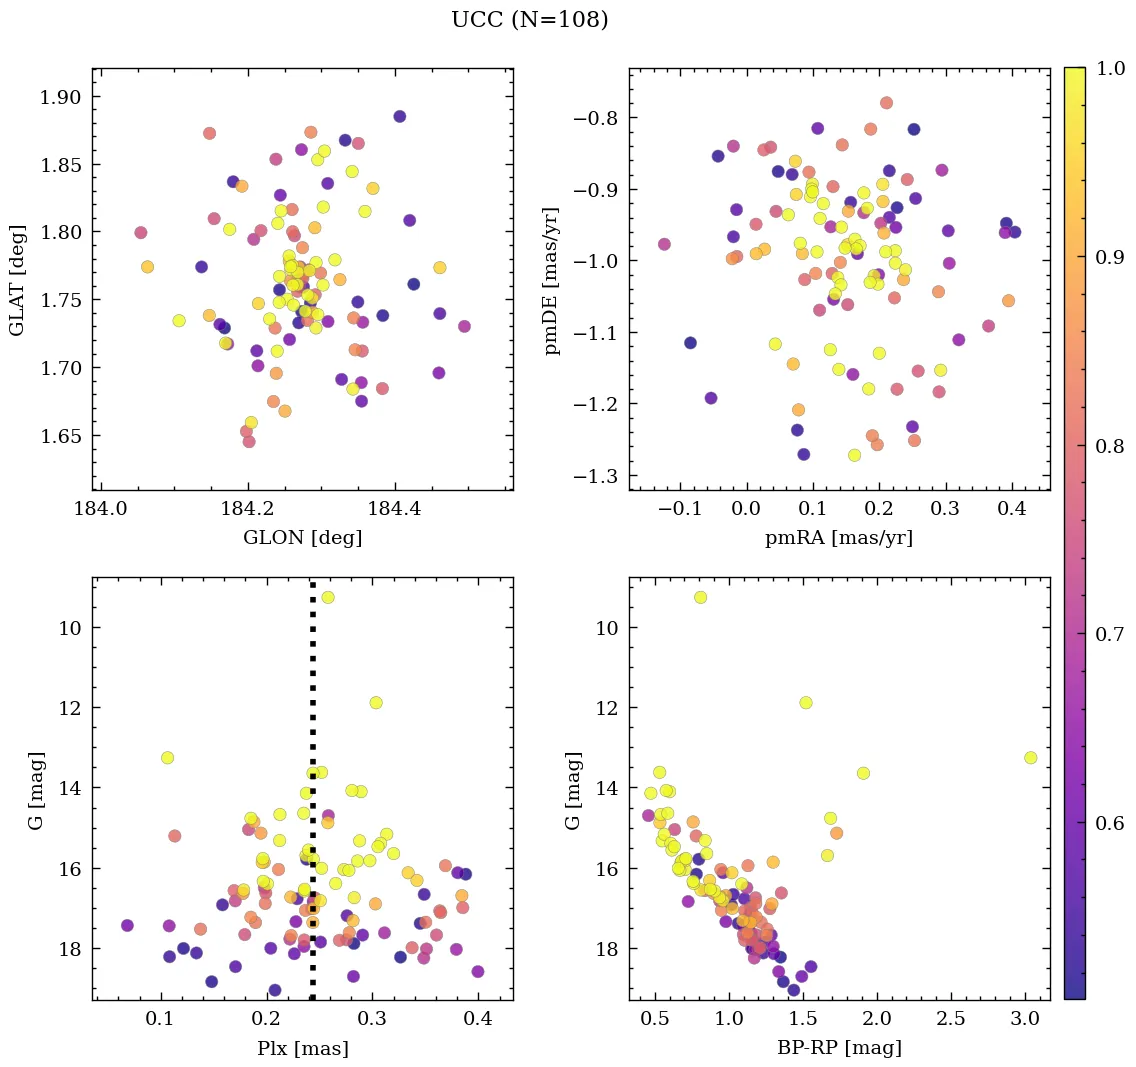 UCC (N=108)
1.90
1.85
1.80
1.75
1.70
1.65
GLAT [deg]
184.0 184.2 184.4
GLON [deg]
−0.8
−0.9
−1.0
−1.1
−1.2
−1.3
pmDE [mas/yr]
−0.1 0.0 0.1 0.2 0.3 0.4
pmRA [mas/yr]
1.0
0.9
0.8
0.7
0.6
10
12
14
16
18
G [mag]
0.1 0.2 0.3 0.4
Plx [mas]
10
12
14
16
18
G [mag]
0.5 1.0 1.5 2.0 2.5 3.0
BP-RP [mag]